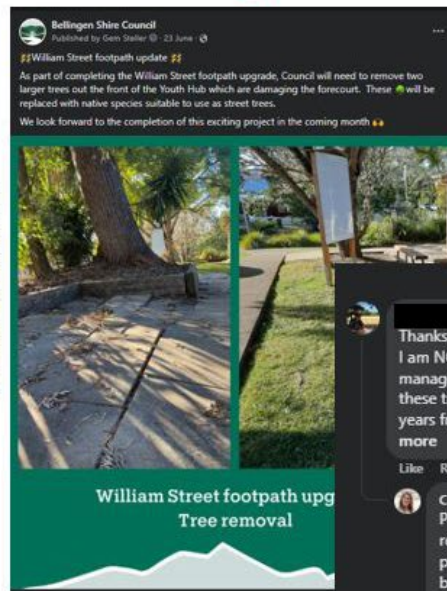 Bellingen Shire Council
Published by Gem Steller · 23 June ·
William Street footpath update
As part of completing the William Street footpath upgrade, Council will need to remove two
larger trees out the front of the Youth Hub which are damaging the forecourt. These will be
replaced with native species suitable to use as street trees.
We look forward to the completion of this exciting project in the coming month
William Street footpath upg
Tree removal
Thanks
manag
these t
years f
more
Like R